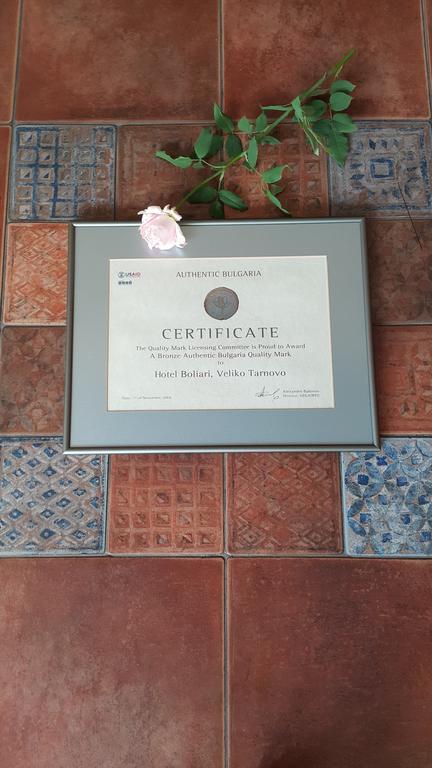 USAID
AUTHENTIC BULGARIA
CERTIFICATE
The Quality Mark Licensing Committee is Proud to Award
A Bronze Authentic Bulgaria Quality Mark
to
Hotel Boliari, Veliko Tarnovo